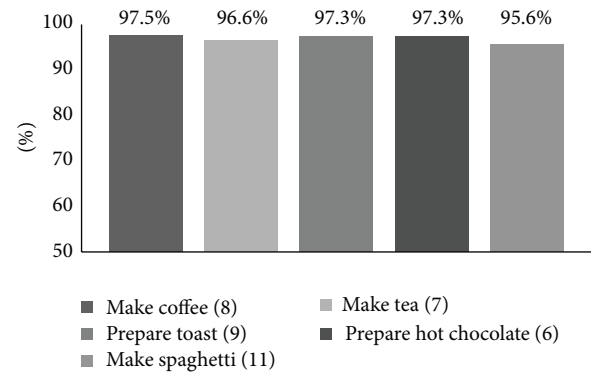 97.5% 96.6% 97.3% 97.3% 95.6%
100
90
80
70
60
50
(%)
Make coffee (8) Make tea (7)
Prepare toast (9) Prepare hot chocolate (6)
Make spaghetti (11)